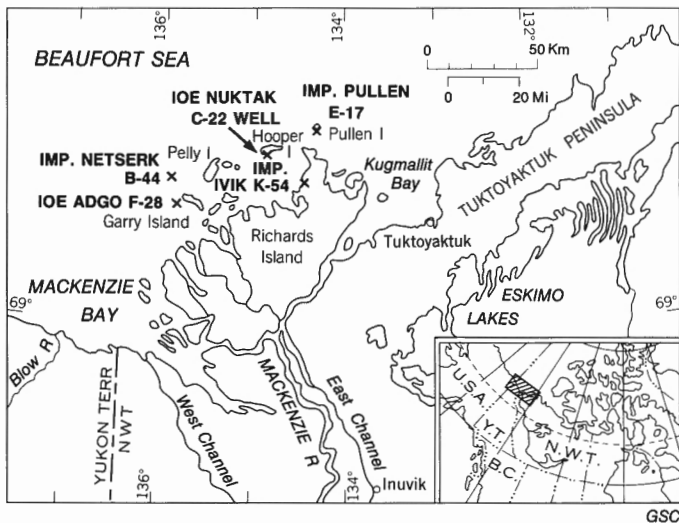 136°
134°
132°
BEAUFORT SEA
0 50 Km
0 20 Mi
IOE NUKTAK
C-22 WELL
IMP. PULLEN
E-17
Hooper
I
Pullen I
IMP. NETSERK
B-44
Pelly I
IMP.
IVIK K-54
Kugmallit
Bay
TUKTOYAKTUK PENINSULA
IOE ADGO F-28
Garry Island
Richards
Island
Tuktoyaktuk
MACKENZIE
BAY
ESKIMO
LAKES
69°
69°
Blow R
YUKON TERR
N.W.T.
West Channel
MACKENZIE R
East Channel
Inuvik
136°
134°
U.S.A.
Y.T.
B.C.
N.W.T.
GSC